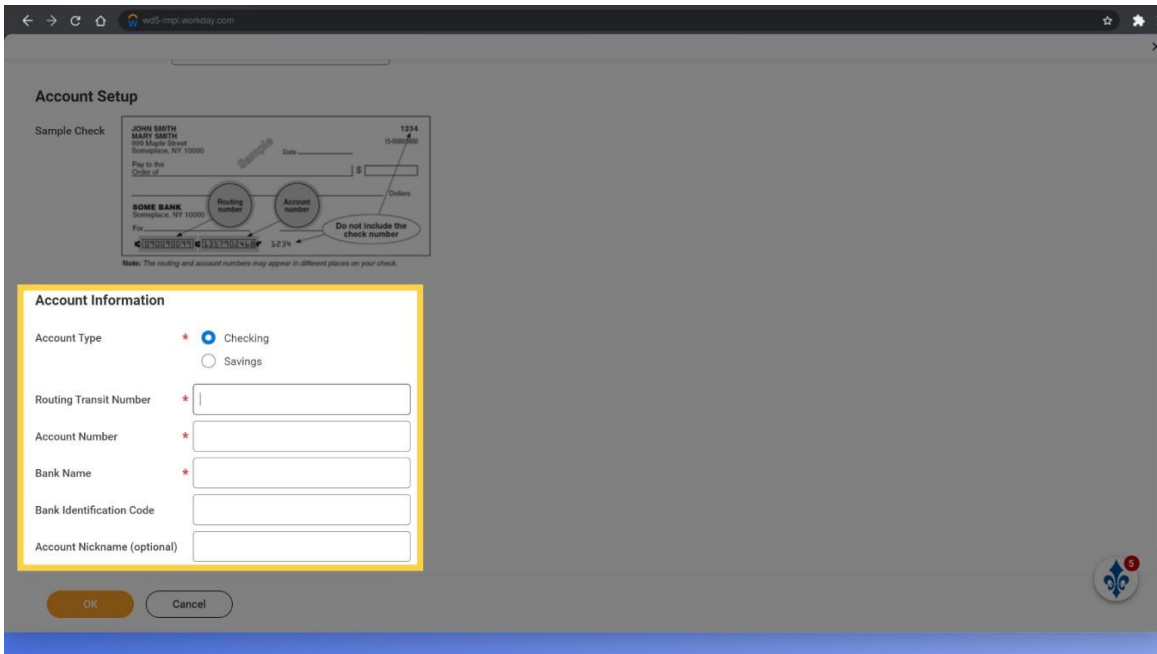 wd5-impl.workday.com
Account Setup
Sample Check
JOHN SMITH
MARY SMITH
999 Maple Street
Someplace, NY 10000
1234
Sample
Date
Pay to the
Order of
$
Dollars
SOME BANK
Someplace, NY 10000
Routing number
Account number
For
Do not include the check number
090090099 1357902468 1234
Note: The routing and account numbers may appear in different places on your check.
Account Information
Account Type * Checking
Savings
Routing Transit Number *
Account Number *
Bank Name *
Bank Identification Code
Account Nickname (optional)
5
OK Cancel